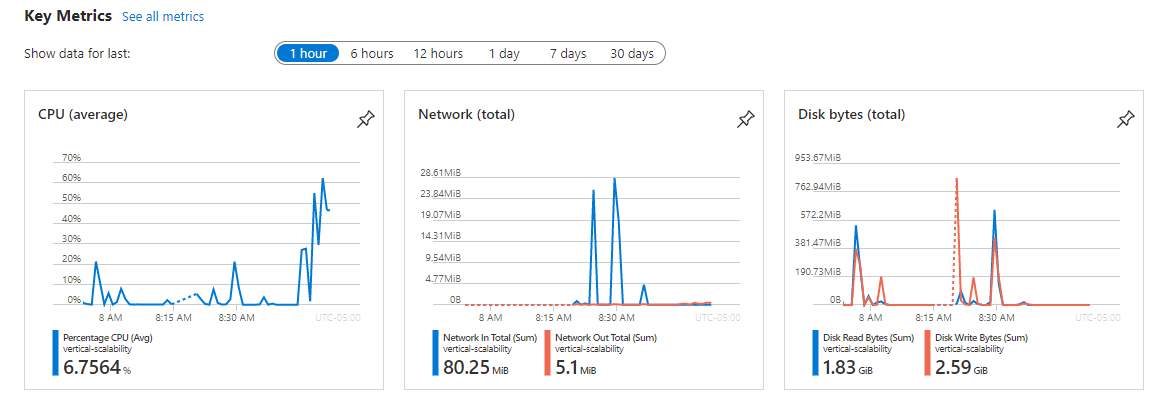 Key Metrics See all metrics
Show data for last:
1 hour 6 hours 12 hours 1 day 7 days 30 days
CPU (average)
70%
60%
50%
40%
30%
20%
10%
0%
8 AM 8:15 AM 8:30 AM UTC-05:00
Percentage CPU (Avg)
vertical-scalability
6.7564 %
Network (total)
28.61MiB
23.84MiB
19.07MiB
14.31MiB
9.54MiB
4.77MiB
0B
8 AM 8:15 AM 8:30 AM UTC-05:00
Network In Total (Sum)
vertical-scalability
80.25 MiB
Network Out Total (Sum)
vertical-scalability
5.1 MiB
Disk bytes (total)
953.67MiB
762.94MiB
572.2MiB
381.47MiB
190.73MiB
0B
8 AM 8:15 AM 8:30 AM UTC-05:00
Disk Read Bytes (Sum)
vertical-scalability
1.83 GiB
Disk Write Bytes (Sum)
vertical-scalability
2.59 GiB